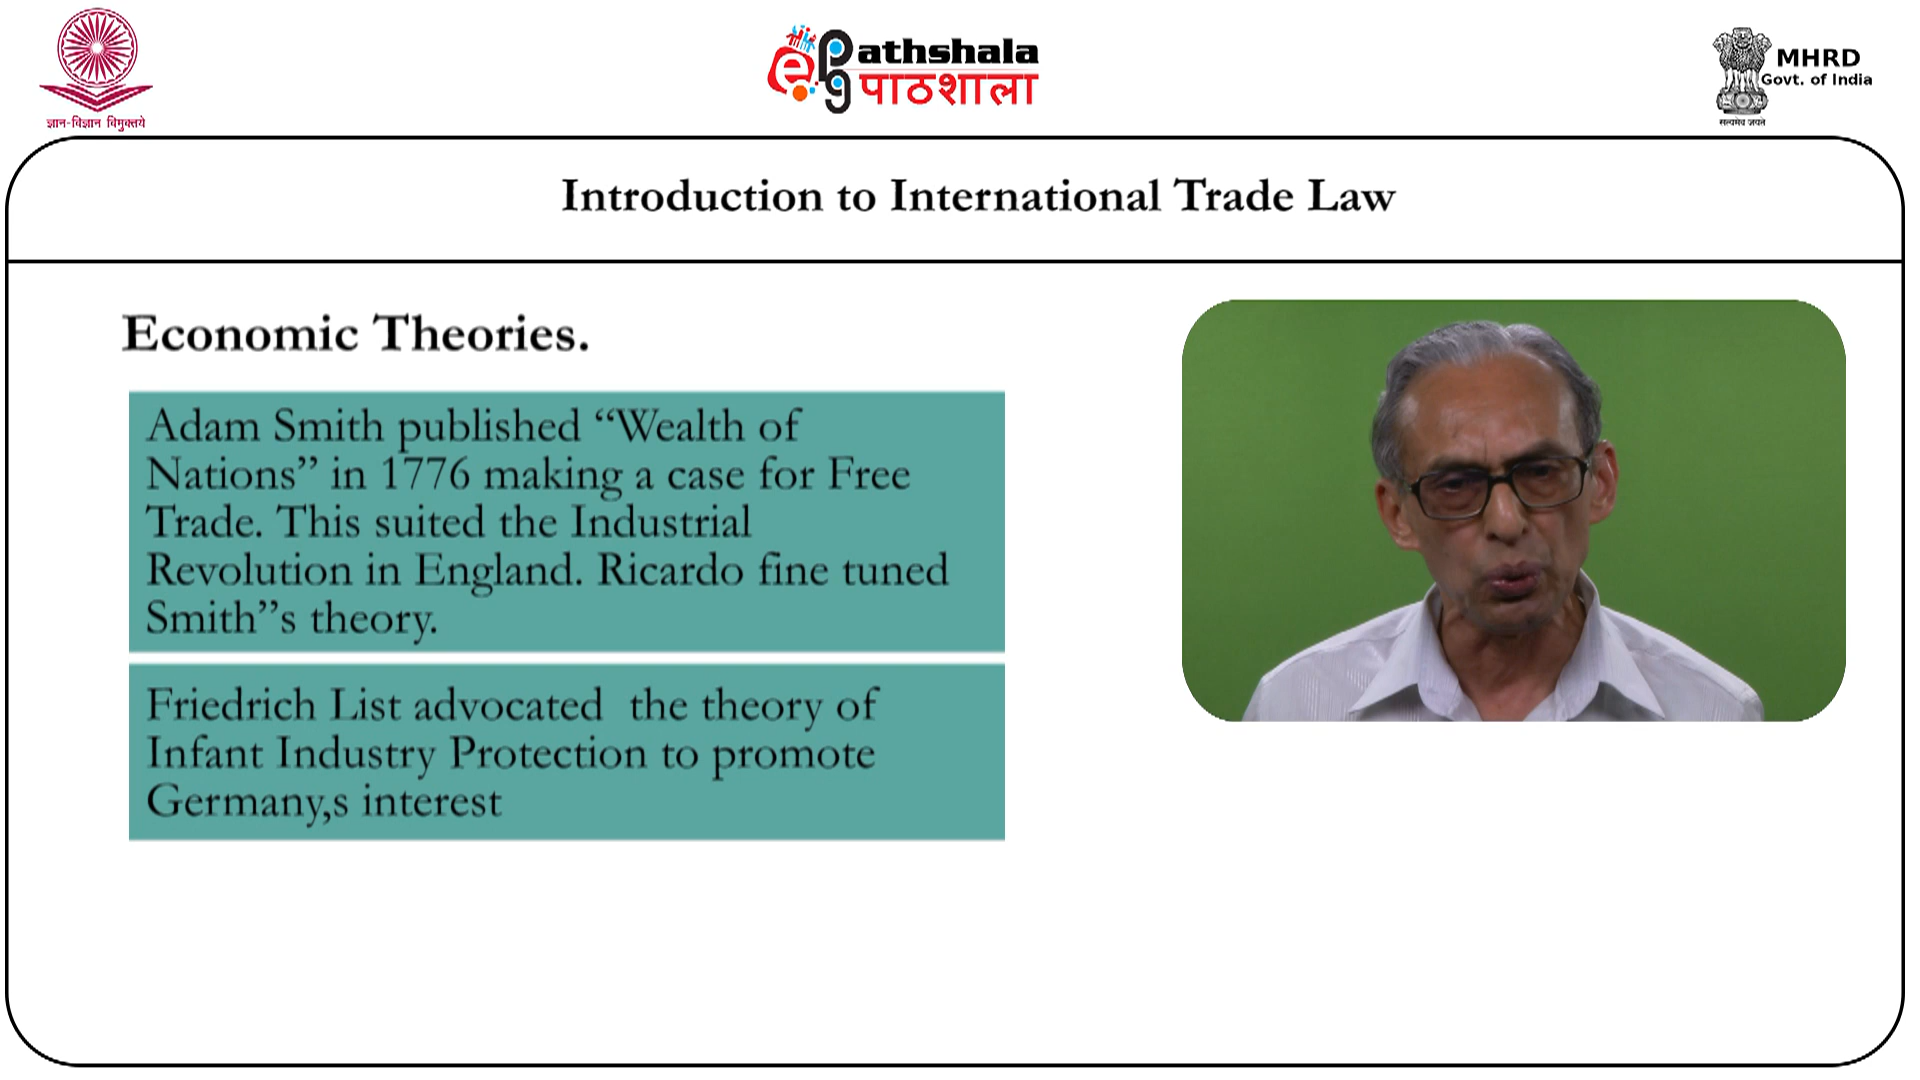 ज्ञान-विज्ञान विमुक्तये
ePGathshala
पाठशाला
MHRD
Govt. of India
सत्यमेव जयते
Introduction to International Trade Law
Economic Theories.
Adam Smith published “Wealth of
Nations” in 1776 making a case for Free
Trade. This suited the Industrial
Revolution in England. Ricardo fine tuned
Smith”s theory.
Friedrich List advocated  the theory of
Infant Industry Protection to promote
Germany,s interest